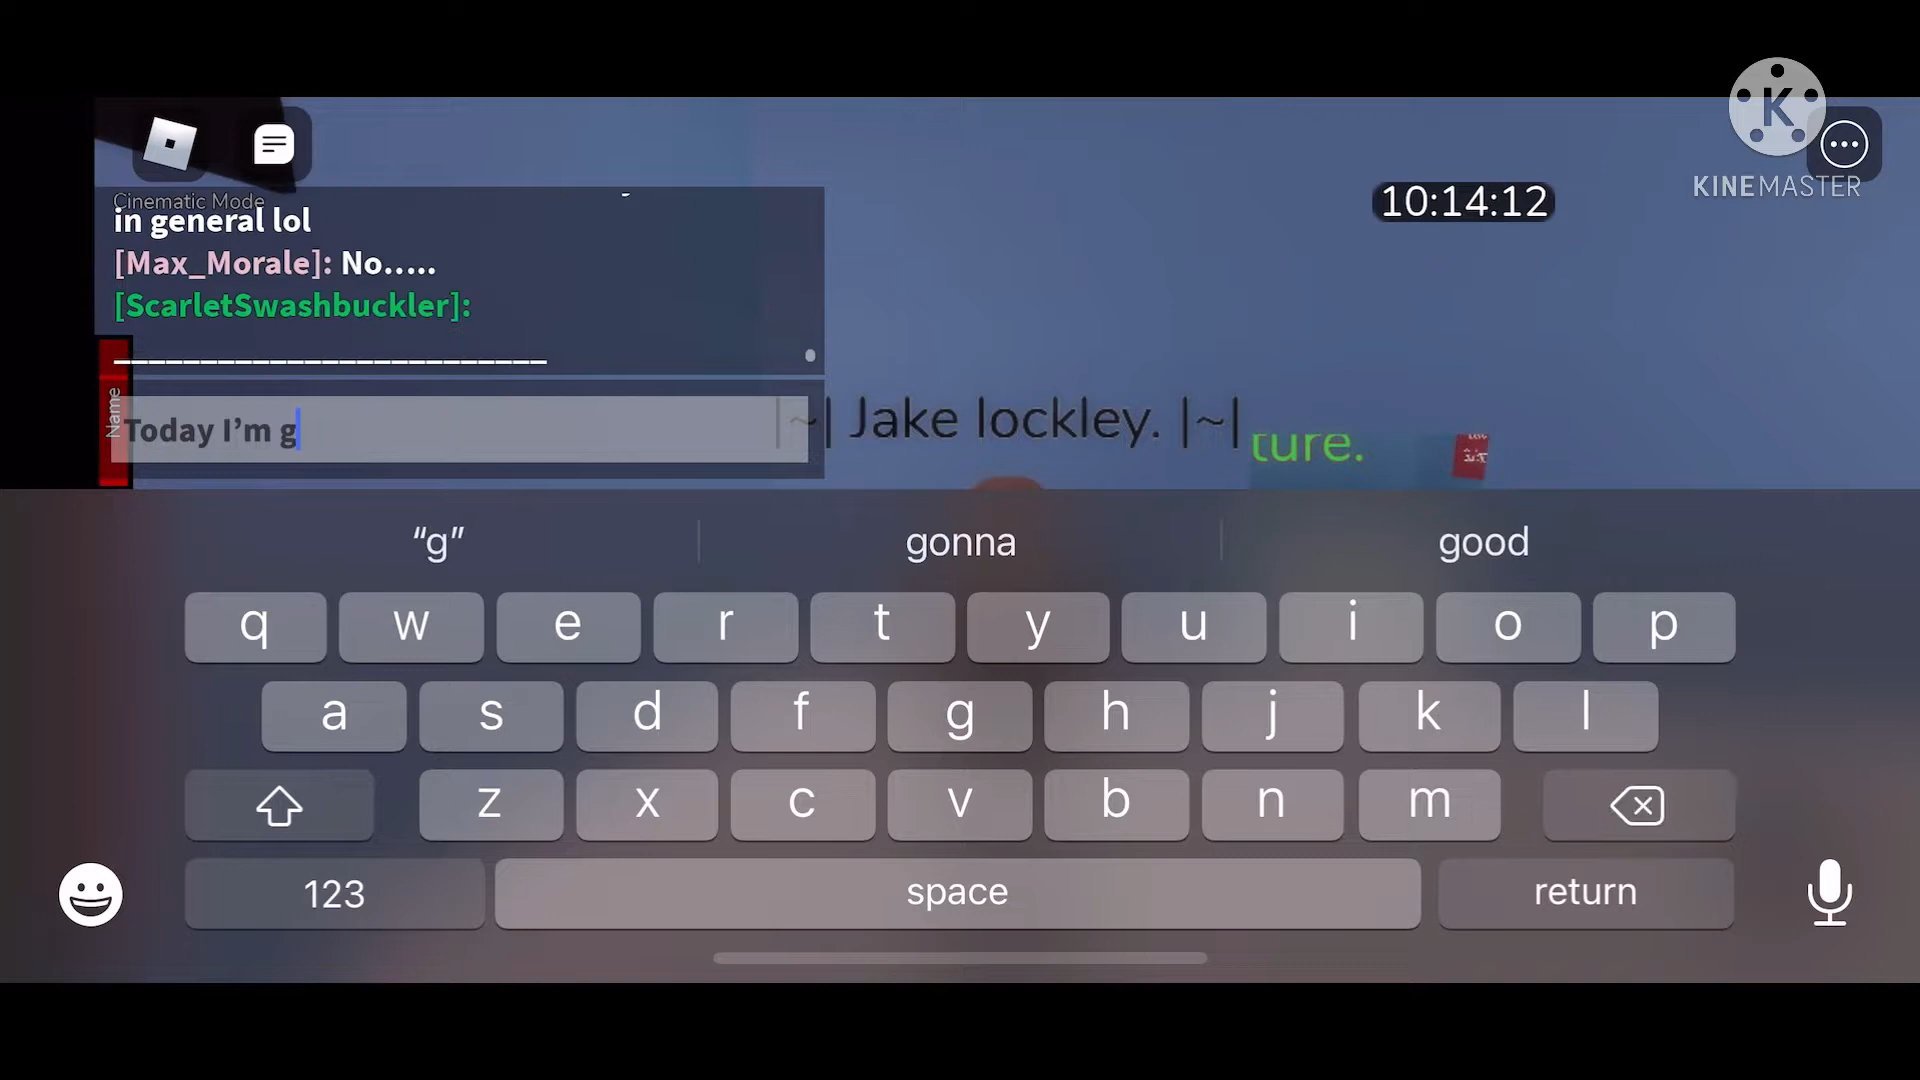 K
KINEMASTER
10:14:12
Cinematic Mode
in general lol
[Max_Morale]: No.....
[ScarletSwashbuckler]:
_________________________
Name
Today I’m g
|~| Jake lockley. |~|
ture.
“g” gonna good
q w e r t y u i o p
a s d f g h j k l
z x c v b n m
123 space return